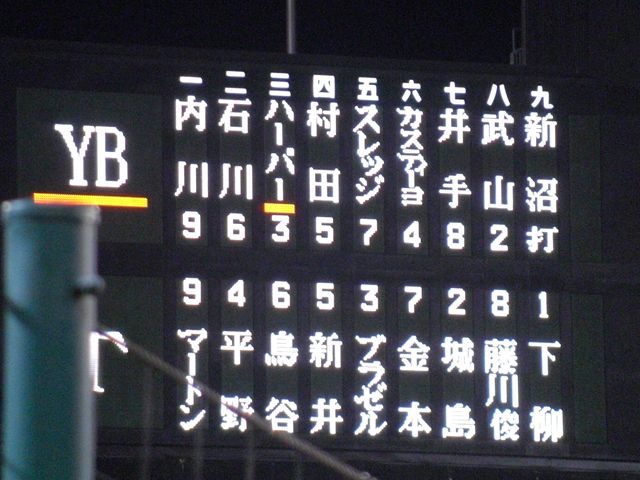 YB
一 二 三 四 五 六 七 八 九
内川 石川 ハーパー 村田 スレッジ カスティーヨ 井手 武山 新沼
9 6 3 5 7 4 8 2 打
T
9 4 6 5 3 7 2 8 1
マートン 平野 鳥谷 新井 ブラゼル 金本 城島 藤川俊 下柳